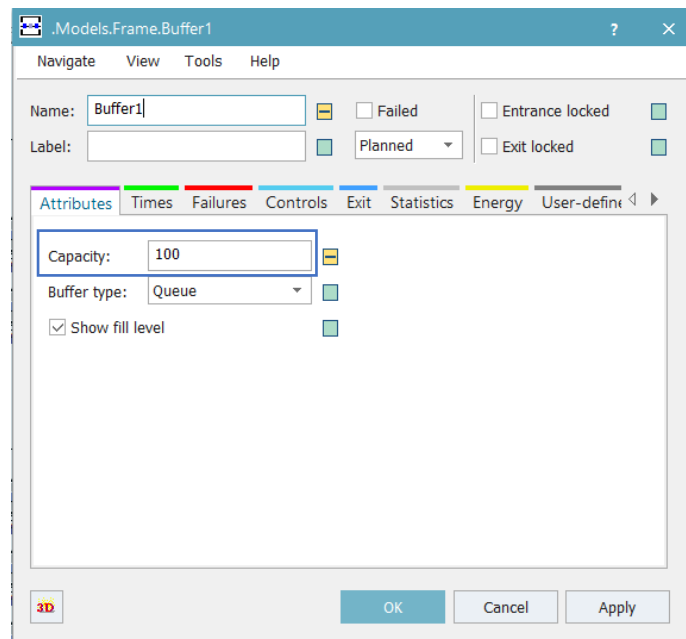 .Models.Frame.Buffer1 ?
Navigate View Tools Help
Name: Buffer1 Failed Entrance locked
Label: Planned Exit locked
Attributes Times Failures Controls Exit Statistics Energy User-define
Capacity: 100
Buffer type: Queue
Show fill level
3D OK Cancel Apply